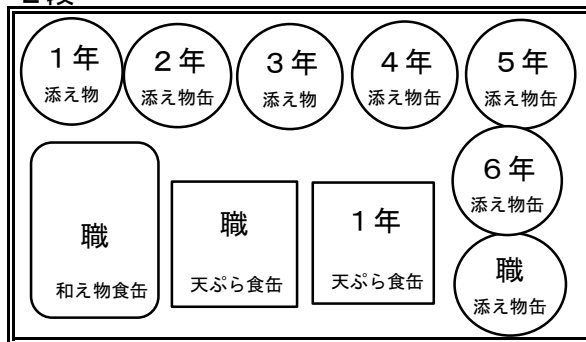 １年
添え物
２年
添え物缶
３年
添え物
４年
添え物缶
５年
添え物缶
６年
添え物缶
職
和え物食缶
職
天ぷら食缶
１年
天ぷら食缶
職
添え物缶